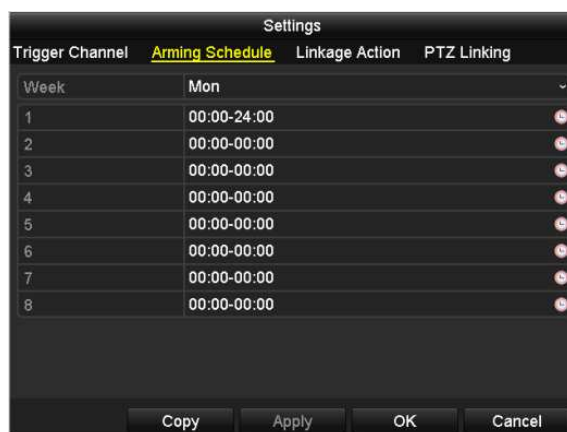 Settings
Trigger Channel Arming Schedule Linkage Action PTZ Linking
Week Mon
1 00:00-24:00
2 00:00-00:00
3 00:00-00:00
4 00:00-00:00
5 00:00-00:00
6 00:00-00:00
7 00:00-00:00
8 00:00-00:00
Copy Apply OK Cancel